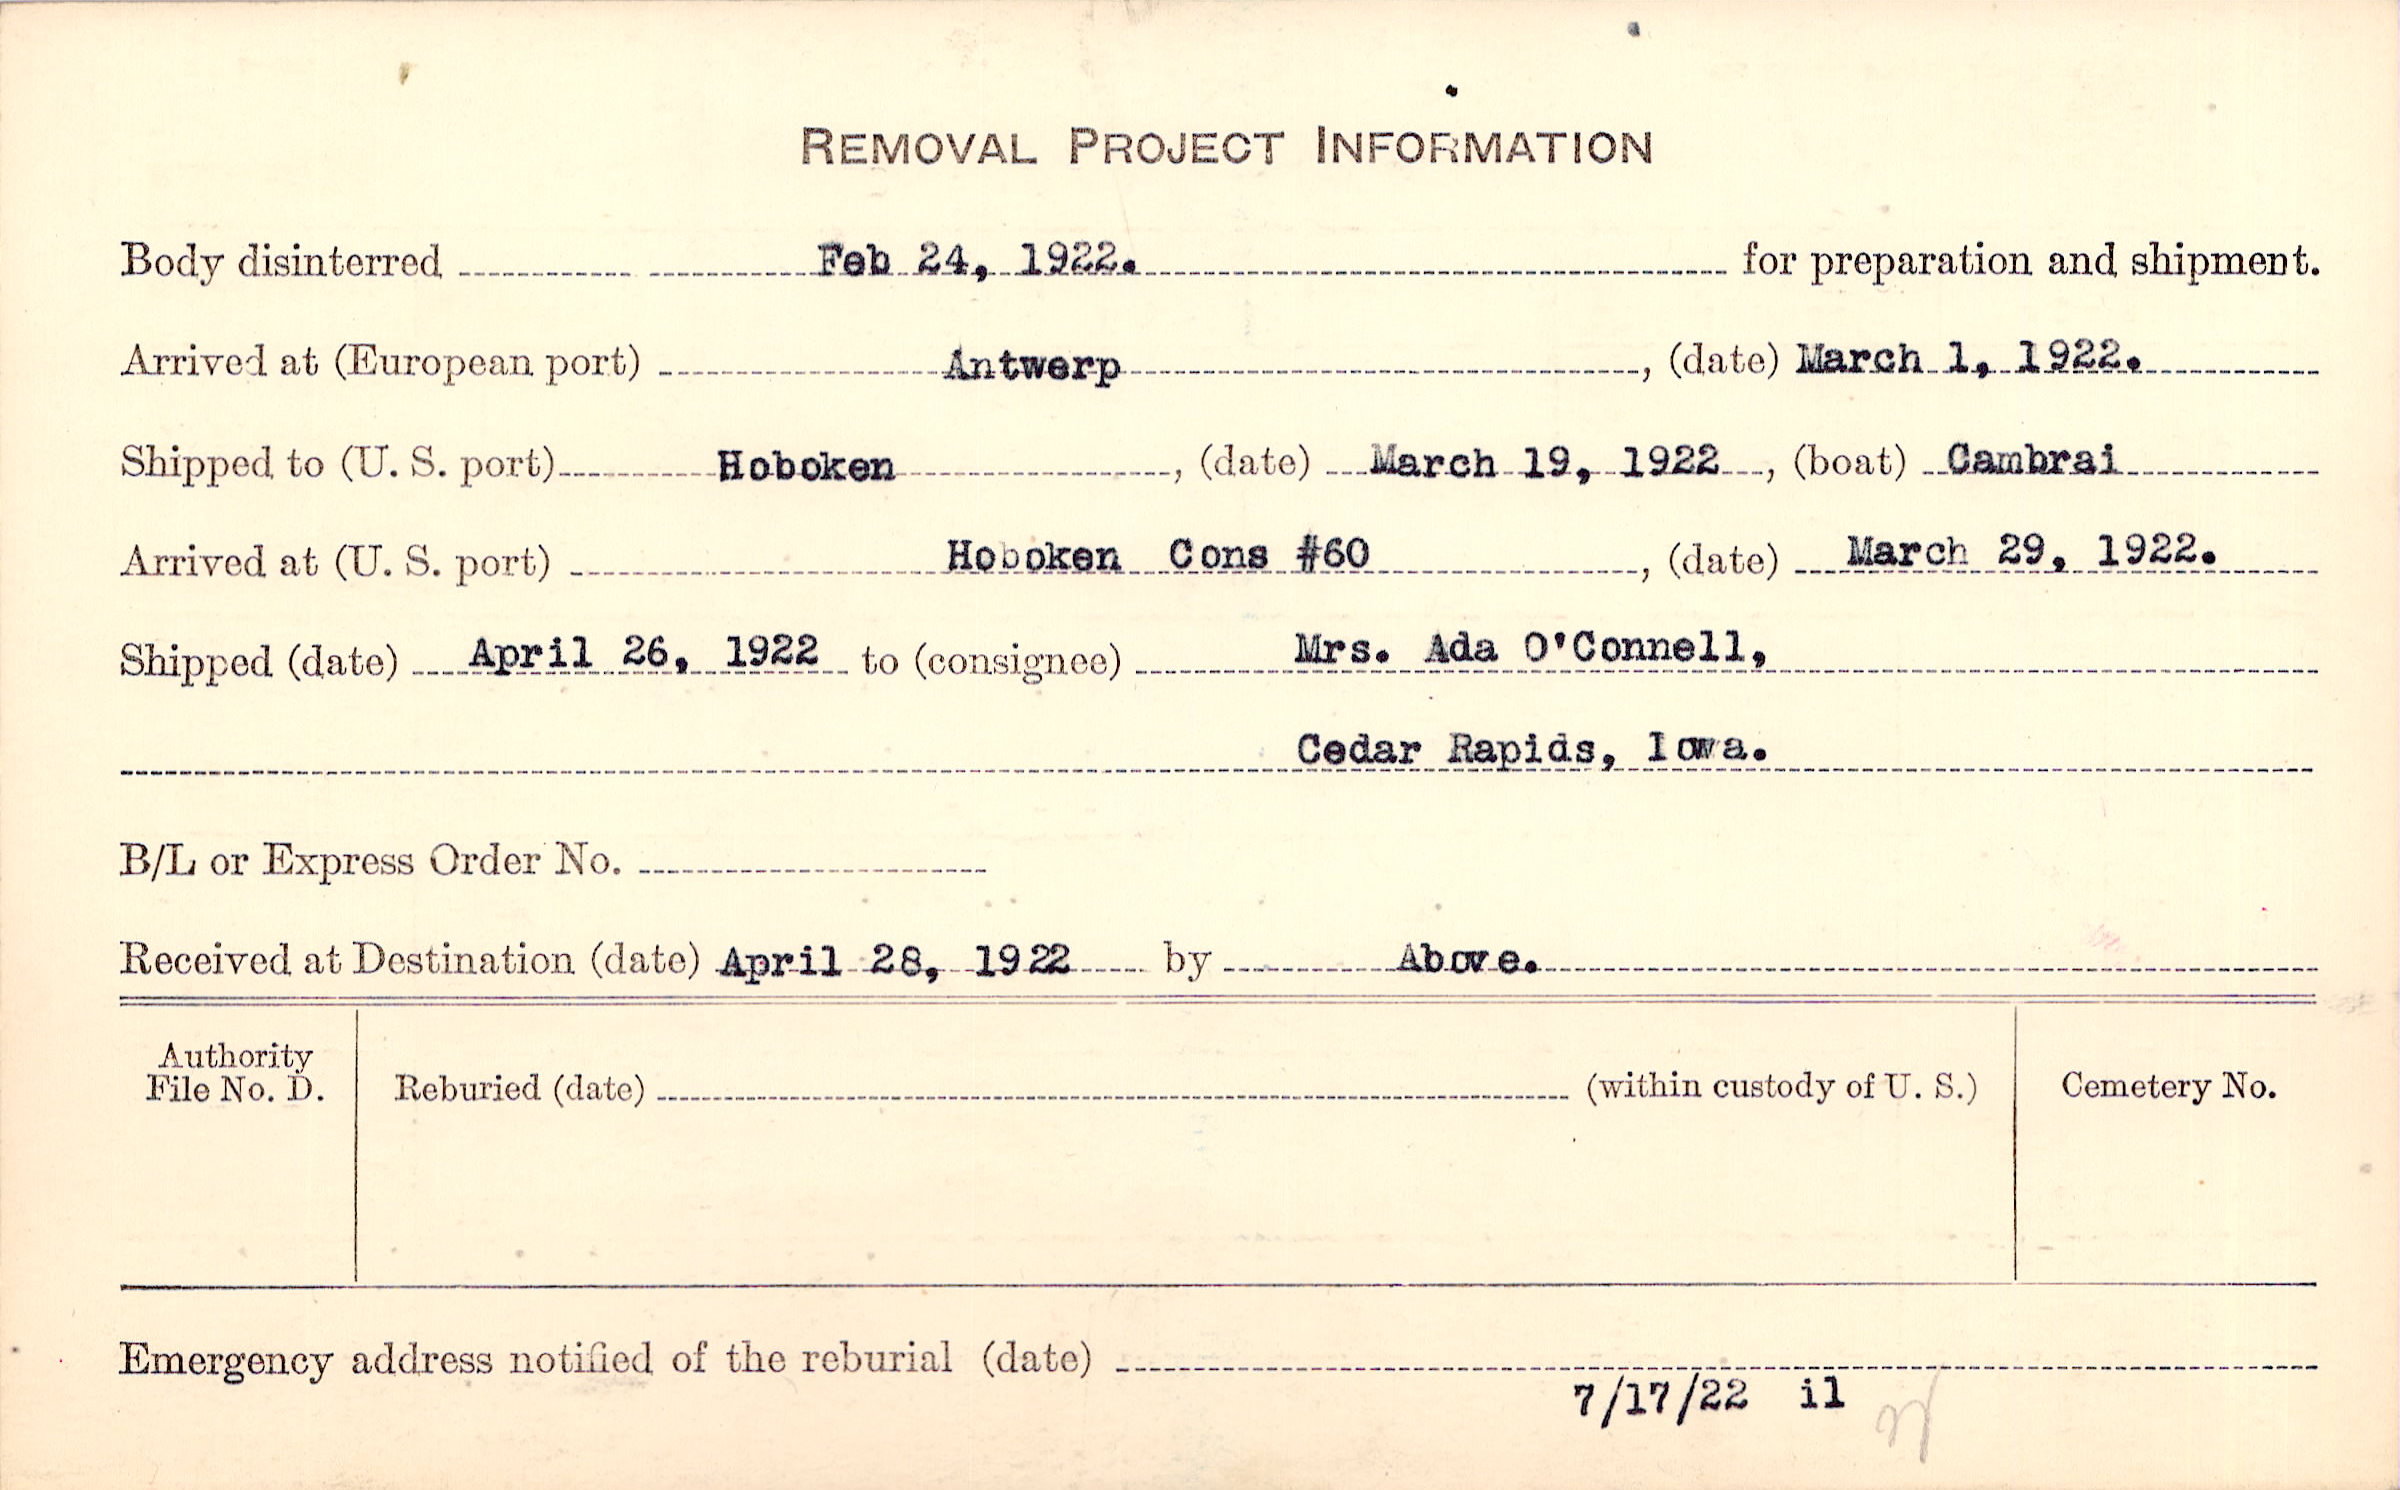 REMOVAL PROJECT INFORMATION
Body disinterred Feb 24, 1922. for preparation and shipment.
Arrived at (European port) Antwerp, (date) March 1, 1922.
Shipped to (U. S. port) Hoboken, (date) March 19, 1922, (boat) Cambrai
Arrived at (U. S. port) Hoboken Cons #60, (date) March 29, 1922.
Shipped (date) April 26, 1922 to (consignee) Mrs. Ada O'Connell,
Cedar Rapids, Iowa.
B/L or Express Order No.
Received at Destination (date) April 28, 1922 by Above.
Authority
File No. D.
Reburied (date) (within custody of U. S.)
Cemetery No.
Emergency address notified of the reburial (date)
7/17/22 il